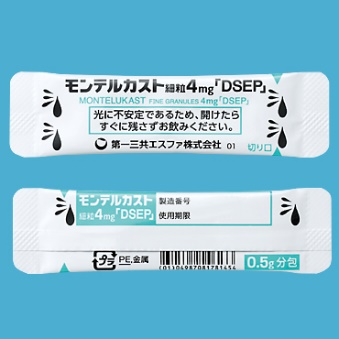 モンテルカスト細粒4mg「DSEP」
MONTELUKAST FINE GRANULES 4mg「DSEP」
光に不安定であるため、開けたら
すぐに残さずお飲みください。
第一三共エスファ株式会社 01
切り口
モンテルカスト
細粒4mg「DSEP」
製造番号
使用期限
プラ PE,金属
(01)04987081781454
0.5g分包